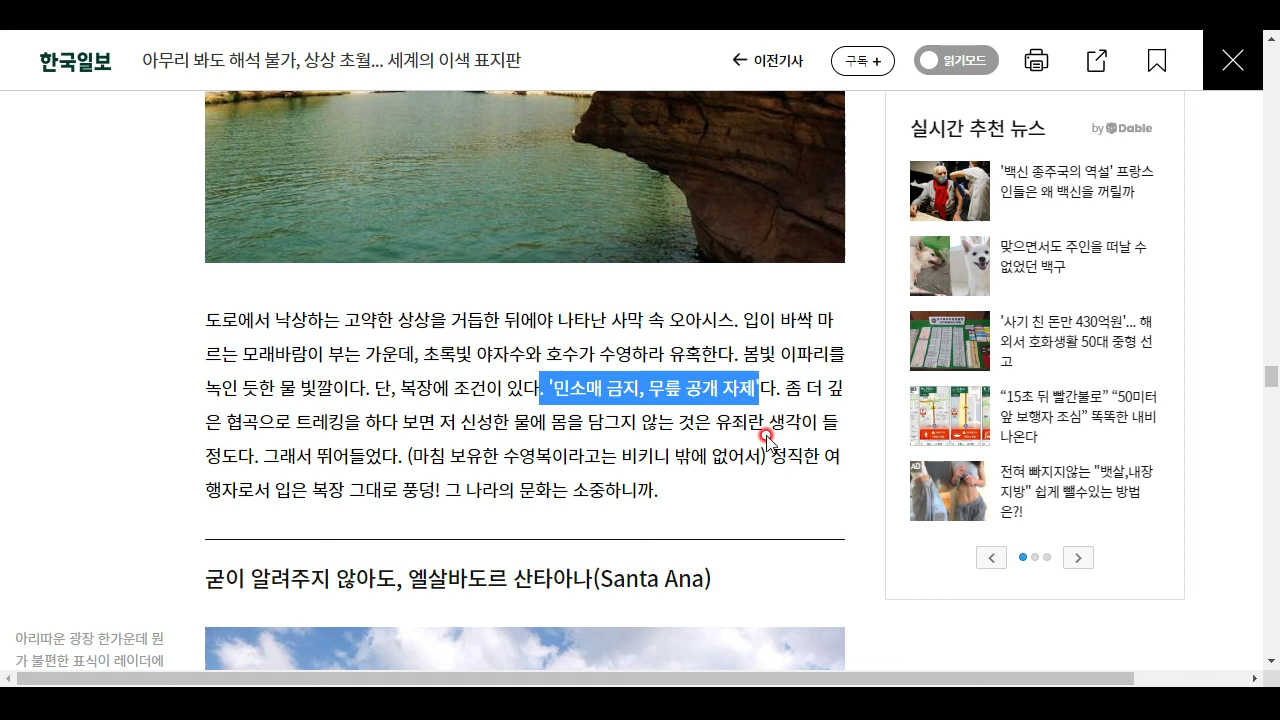 한국일보
아무리 봐도 해석 불가, 상상 초월... 세계의 이색 표지판
이전기사
구독 +
읽기모드
도로에서 낙상하는 고약한 상상을 거듭한 뒤에야 나타난 사막 속 오아시스. 입이 바싹 마
르는 모래바람이 부는 가운데, 초록빛 야자수와 호수가 수영하라 유혹한다. 봄빛 이파리를
녹인 듯한 물 빛깔이다. 단, 복장에 조건이 있다. '민소매 금지, 무릎 공개 자제'다. 좀 더 깊
은 협곡으로 트레킹을 하다 보면 저 신성한 물에 몸을 담그지 않는 것은 유죄란 생각이 들
정도다. 그래서 뛰어들었다. (마침 보유한 수영복이라고는 비키니 밖에 없어서) 정직한 여
행자로서 입은 복장 그대로 풍덩! 그 나라의 문화는 소중하니까.
굳이 알려주지 않아도, 엘살바도르 산타아나(Santa Ana)
아리따운 광장 한가운데 뭔
가 불편한 표식이 레이더에
실시간 추천 뉴스
by Dable
'백신 종주국의 역설' 프랑스
인들은 왜 백신을 꺼릴까
맞으면서도 주인을 떠날 수
없었던 백구
'사기 친 돈만 430억원'... 해
외서 호화생활 50대 중형 선
고
“15초 뒤 빨간불로” “50미터
앞 보행자 조심” 똑똑한 내비
나온다
AD
전혀 빠지지않는 "뱃살,내장
지방" 쉽게 뺄수있는 방법
은?!